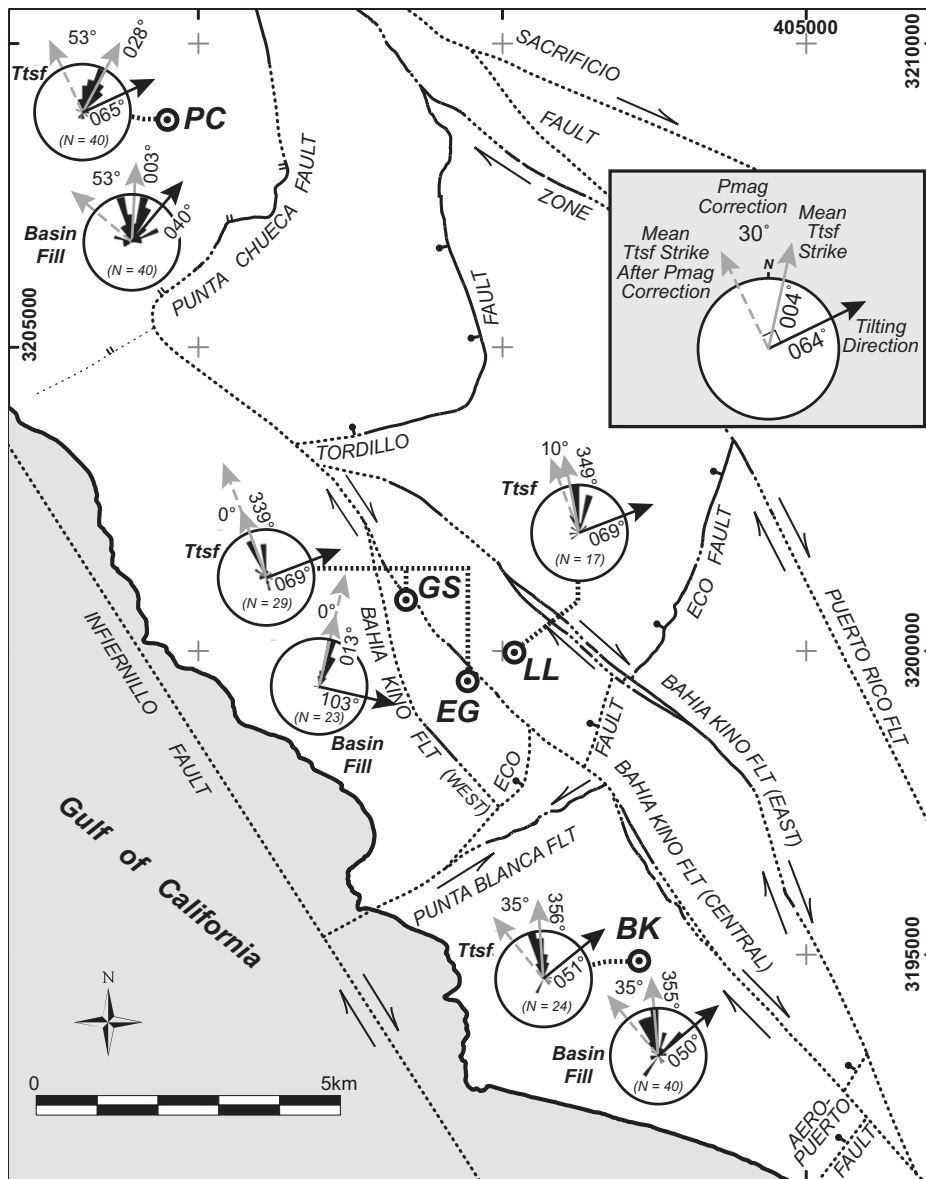 405000
3210000
3205000
3200000
3195000
SACRIFICIO
FAULT
ZONE
53°
028°
Ttsf
065°
(N = 40)
PC
53°
003°
040°
Basin
Fill
(N = 40)
PUNTA CHUECA FAULT
FAULT
TORDILLO
Pmag
Correction
Mean
Ttsf Strike
After Pmag
Correction
30°
Mean
Ttsf
Strike
N
004°
064°
Tilting
Direction
10°
349°
Ttsf
069°
(N = 17)
0°
339°
Ttsf
069°
(N = 29)
GS
EG
LL
0°
013°
103°
(N = 23)
Basin
Fill
BAHIA KINO FLT (WEST)
ECO FAULT
ECO
FAULT
PUERTO RICO FLT
BAHIA KINO FLT (EAST)
BAHIA KINO FLT (CENTRAL)
INFIERNILLO
FAULT
Gulf of California
PUNTA BLANCA FLT
35°
356°
Ttsf
051°
(N = 24)
BK
35°
355°
050°
Basin
Fill
(N = 40)
AERO-
PUERTO
FAULT
N
0
5km